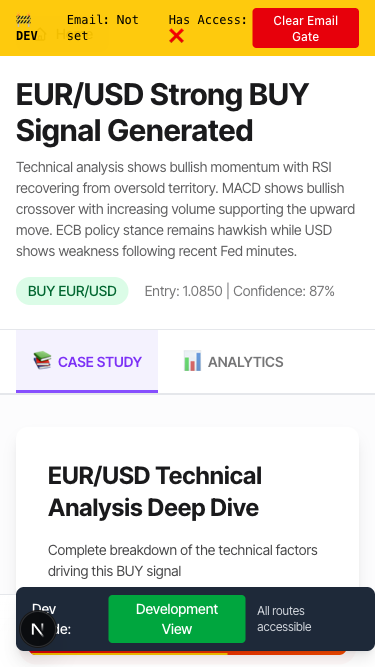 🚧 DEV
Email: Not set
Has Access: ❌
Clear Email Gate
EUR/USD Strong BUY
Signal Generated
Technical analysis shows bullish momentum with RSI
recovering from oversold territory. MACD shows bullish
crossover with increasing volume supporting the upward
move. ECB policy stance remains hawkish while USD
shows weakness following recent Fed minutes.
BUY EUR/USD
Entry: 1.0850 | Confidence: 87%
📚 CASE STUDY
📊 ANALYTICS
EUR/USD Technical
Analysis Deep Dive
Complete breakdown of the technical factors
driving this BUY signal
Dev
Development
View
All routes
accessible
N